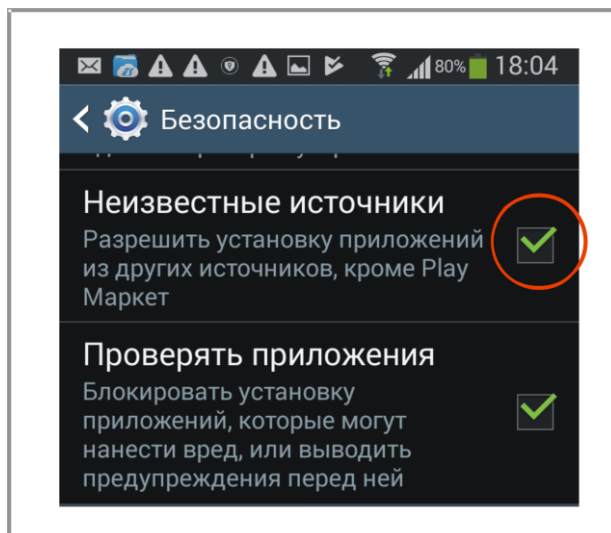 80% 18:04
Безопасность
Неизвестные источники
Разрешить установку приложений
из других источников, кроме Play
Маркет
Проверять приложения
Блокировать установку
приложений, которые могут
нанести вред, или выводить
предупреждения перед ней